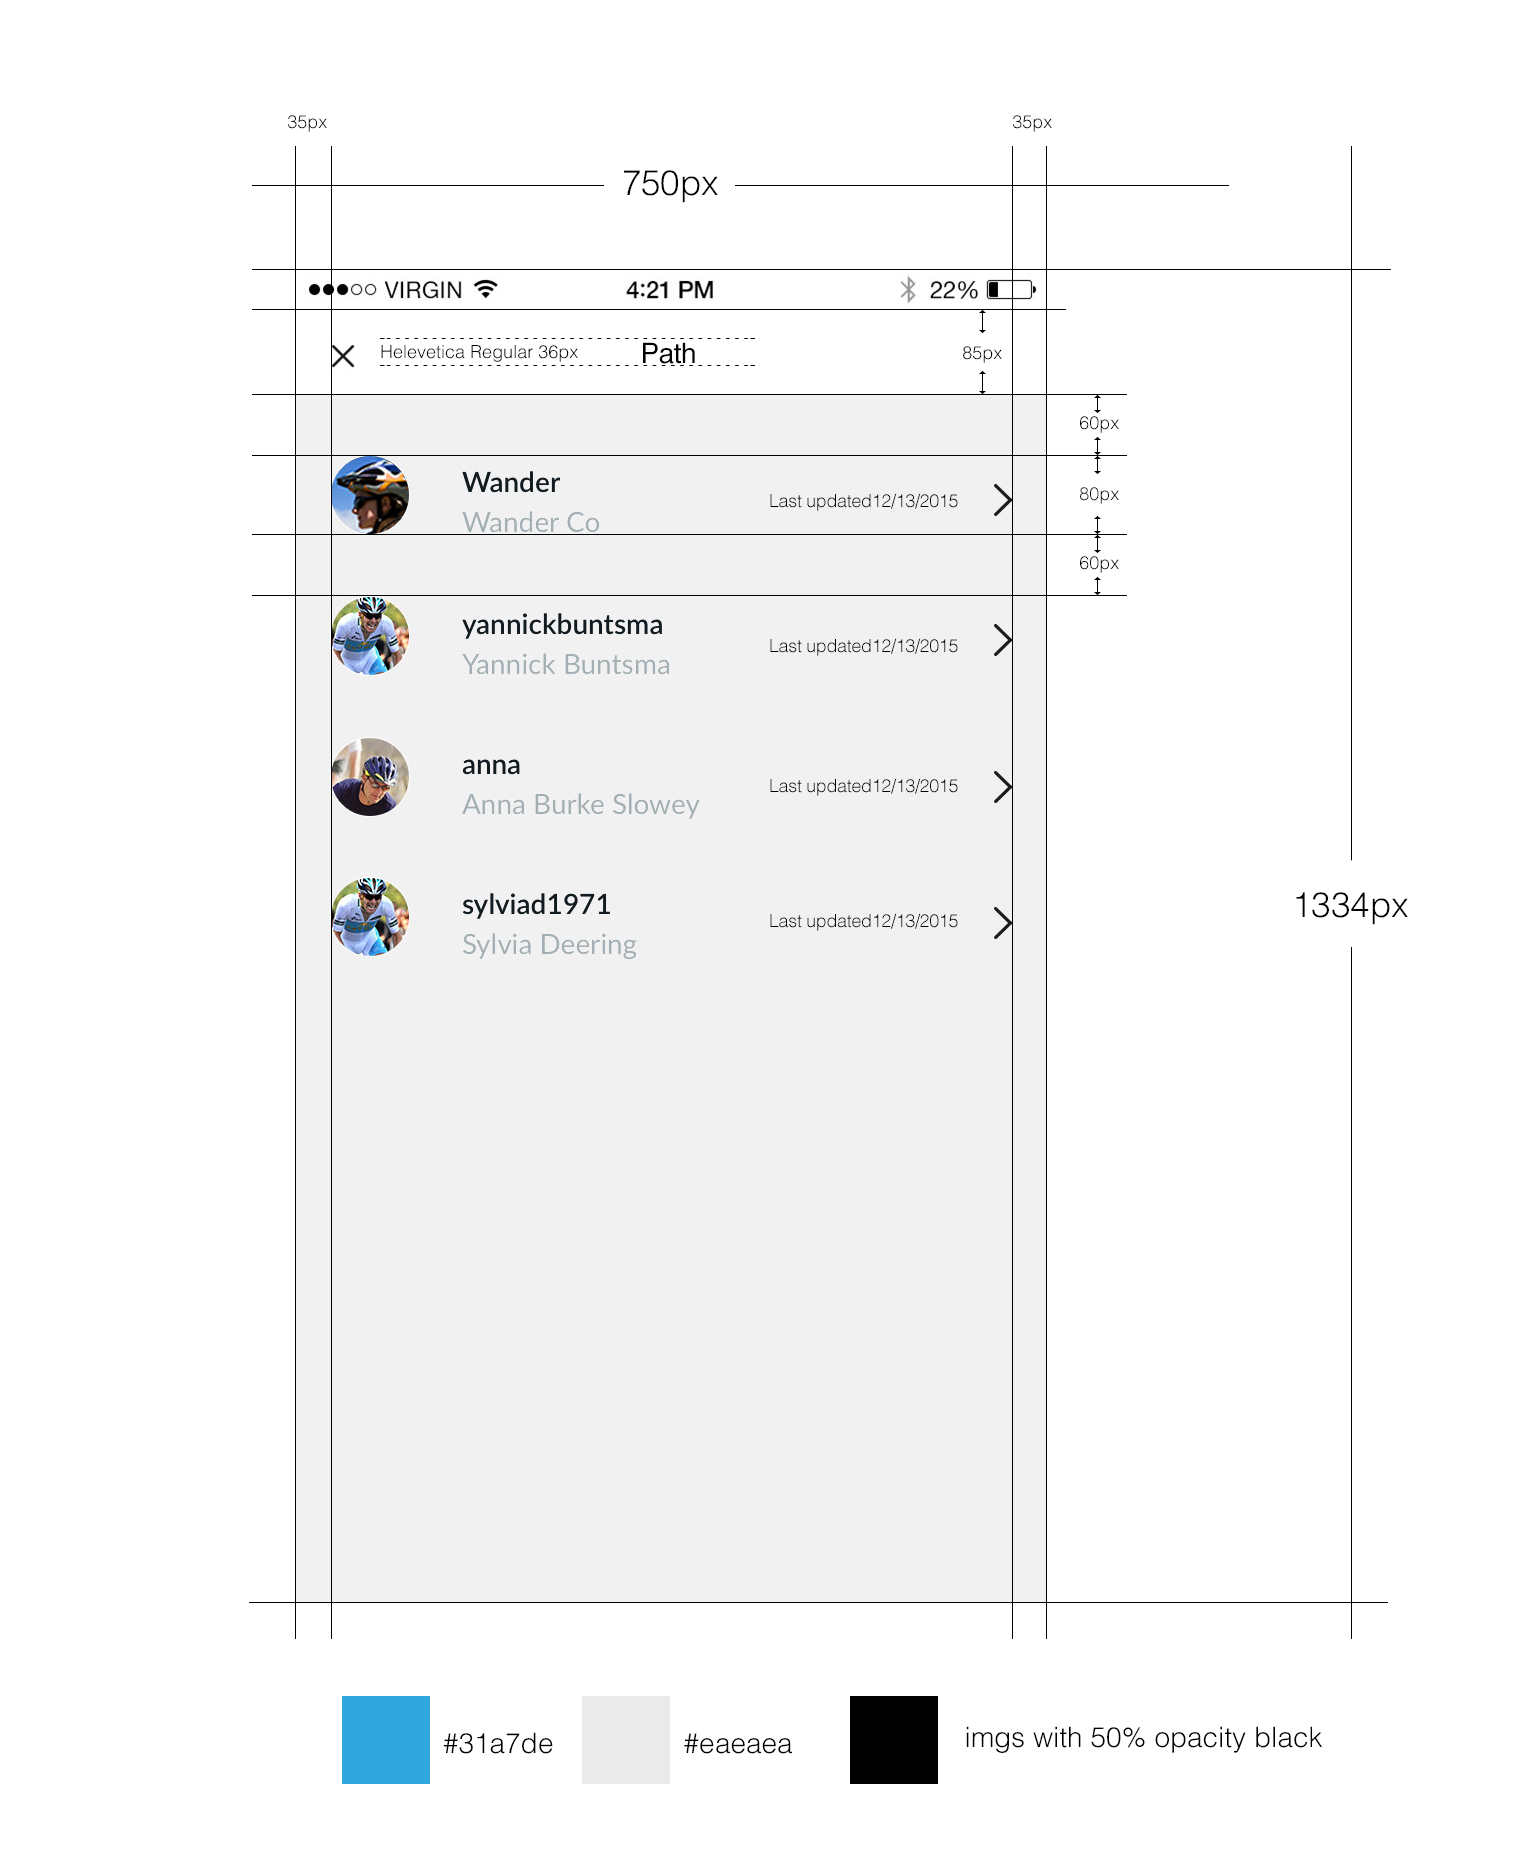 35px 35px
750px
VIRGIN 4:21 PM 22%
Helevetica Regular 36px Path 85px
60px
Wander
Last updated12/13/2015 80px
Wander Co
60px
yannickbuntsma
Last updated12/13/2015
Yannick Buntsma
anna
Last updated12/13/2015
Anna Burke Slowey
sylviad1971
Last updated12/13/2015
Sylvia Deering
1334px
#31a7de #eaeaea imgs with 50% opacity black